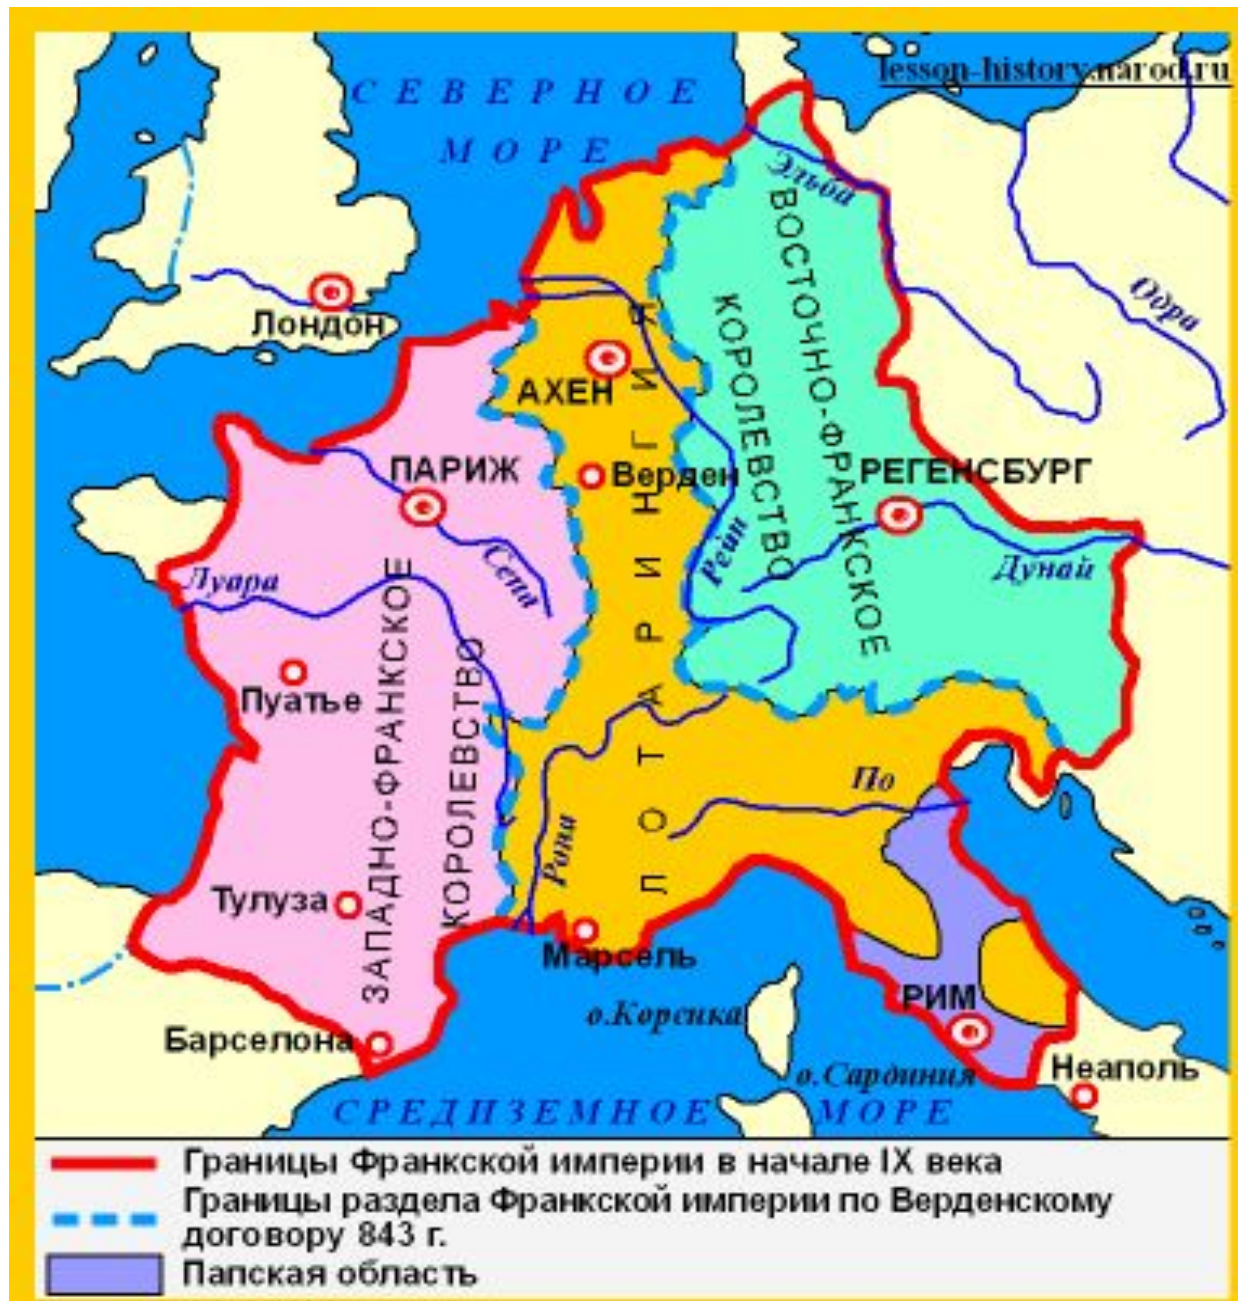 lesson-history.narod.ru
СЕВЕРНОЕ
МОРЕ
Эльба
ВОСТОЧНО-ФРАНКСКОЕ
КОРОЛЕВСТВО
Одра
Лондон
АХЕН
ЛОТАРИНГИЯ
ПАРИЖ
Верден
РЕГЕНСБУРГ
Рейн
Дунай
Сена
Луара
ЗАПАДНО-ФРАНКСКОЕ
КОРОЛЕВСТВО
Пуатье
По
Рона
Тулуза
Марсель
РИМ
о.Корсика
Барселона
о.Сардиния
Неаполь
СРЕДИЗЕМНОЕ МОРЕ
Границы Франкской империи в начале IX века
Границы раздела Франкской империи по Верденскому
договору 843 г.
Папская область